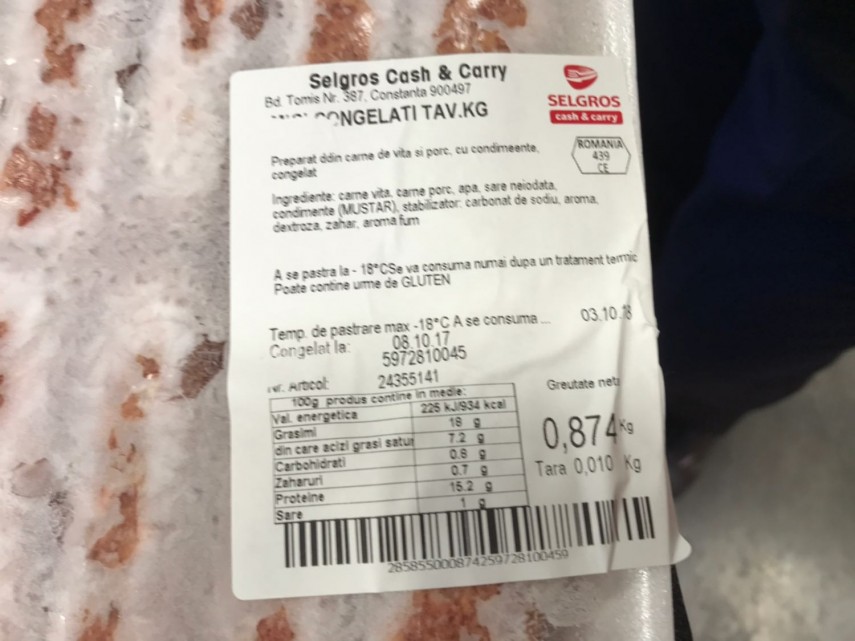 Selgros Cash & Carry
Bd. Tomis Nr. 387, Constanta 900497
CONGELATI TAV.KG
SELGROS
cash & carry
ROMANIA
439
CE
Preparat ddin carne de vita si porc, cu condimeente,
congelat
Ingrediente: carne vita, carne porc, apa, sare neiodata,
condimente (MUSTAR), stabilizator: carbonat de sodiu, aroma,
dextroza, zahar, aroma fum
A se pastra la - 18°CSe va consuma numai dupa un tratament termic
Poate contine urme de GLUTEN
Temp. de pastrare max -18°C A se consuma ... 03.10.18
Congelat la: 08.10.17
5972810045
Nr. Articol: 24355141
100g produs contine in medie:
Val. energetica 225 kJ/934 kcal
Grasimi 18 g
din care acizi grasi satur 7.2 g
Carbohidrati 0.8 g
Zaharuri 0.7 g
Proteine 15.2 g
Sare 1 g
Greutate neta
0,874 Kg
Tara 0,010 Kg
285855000874259728100459